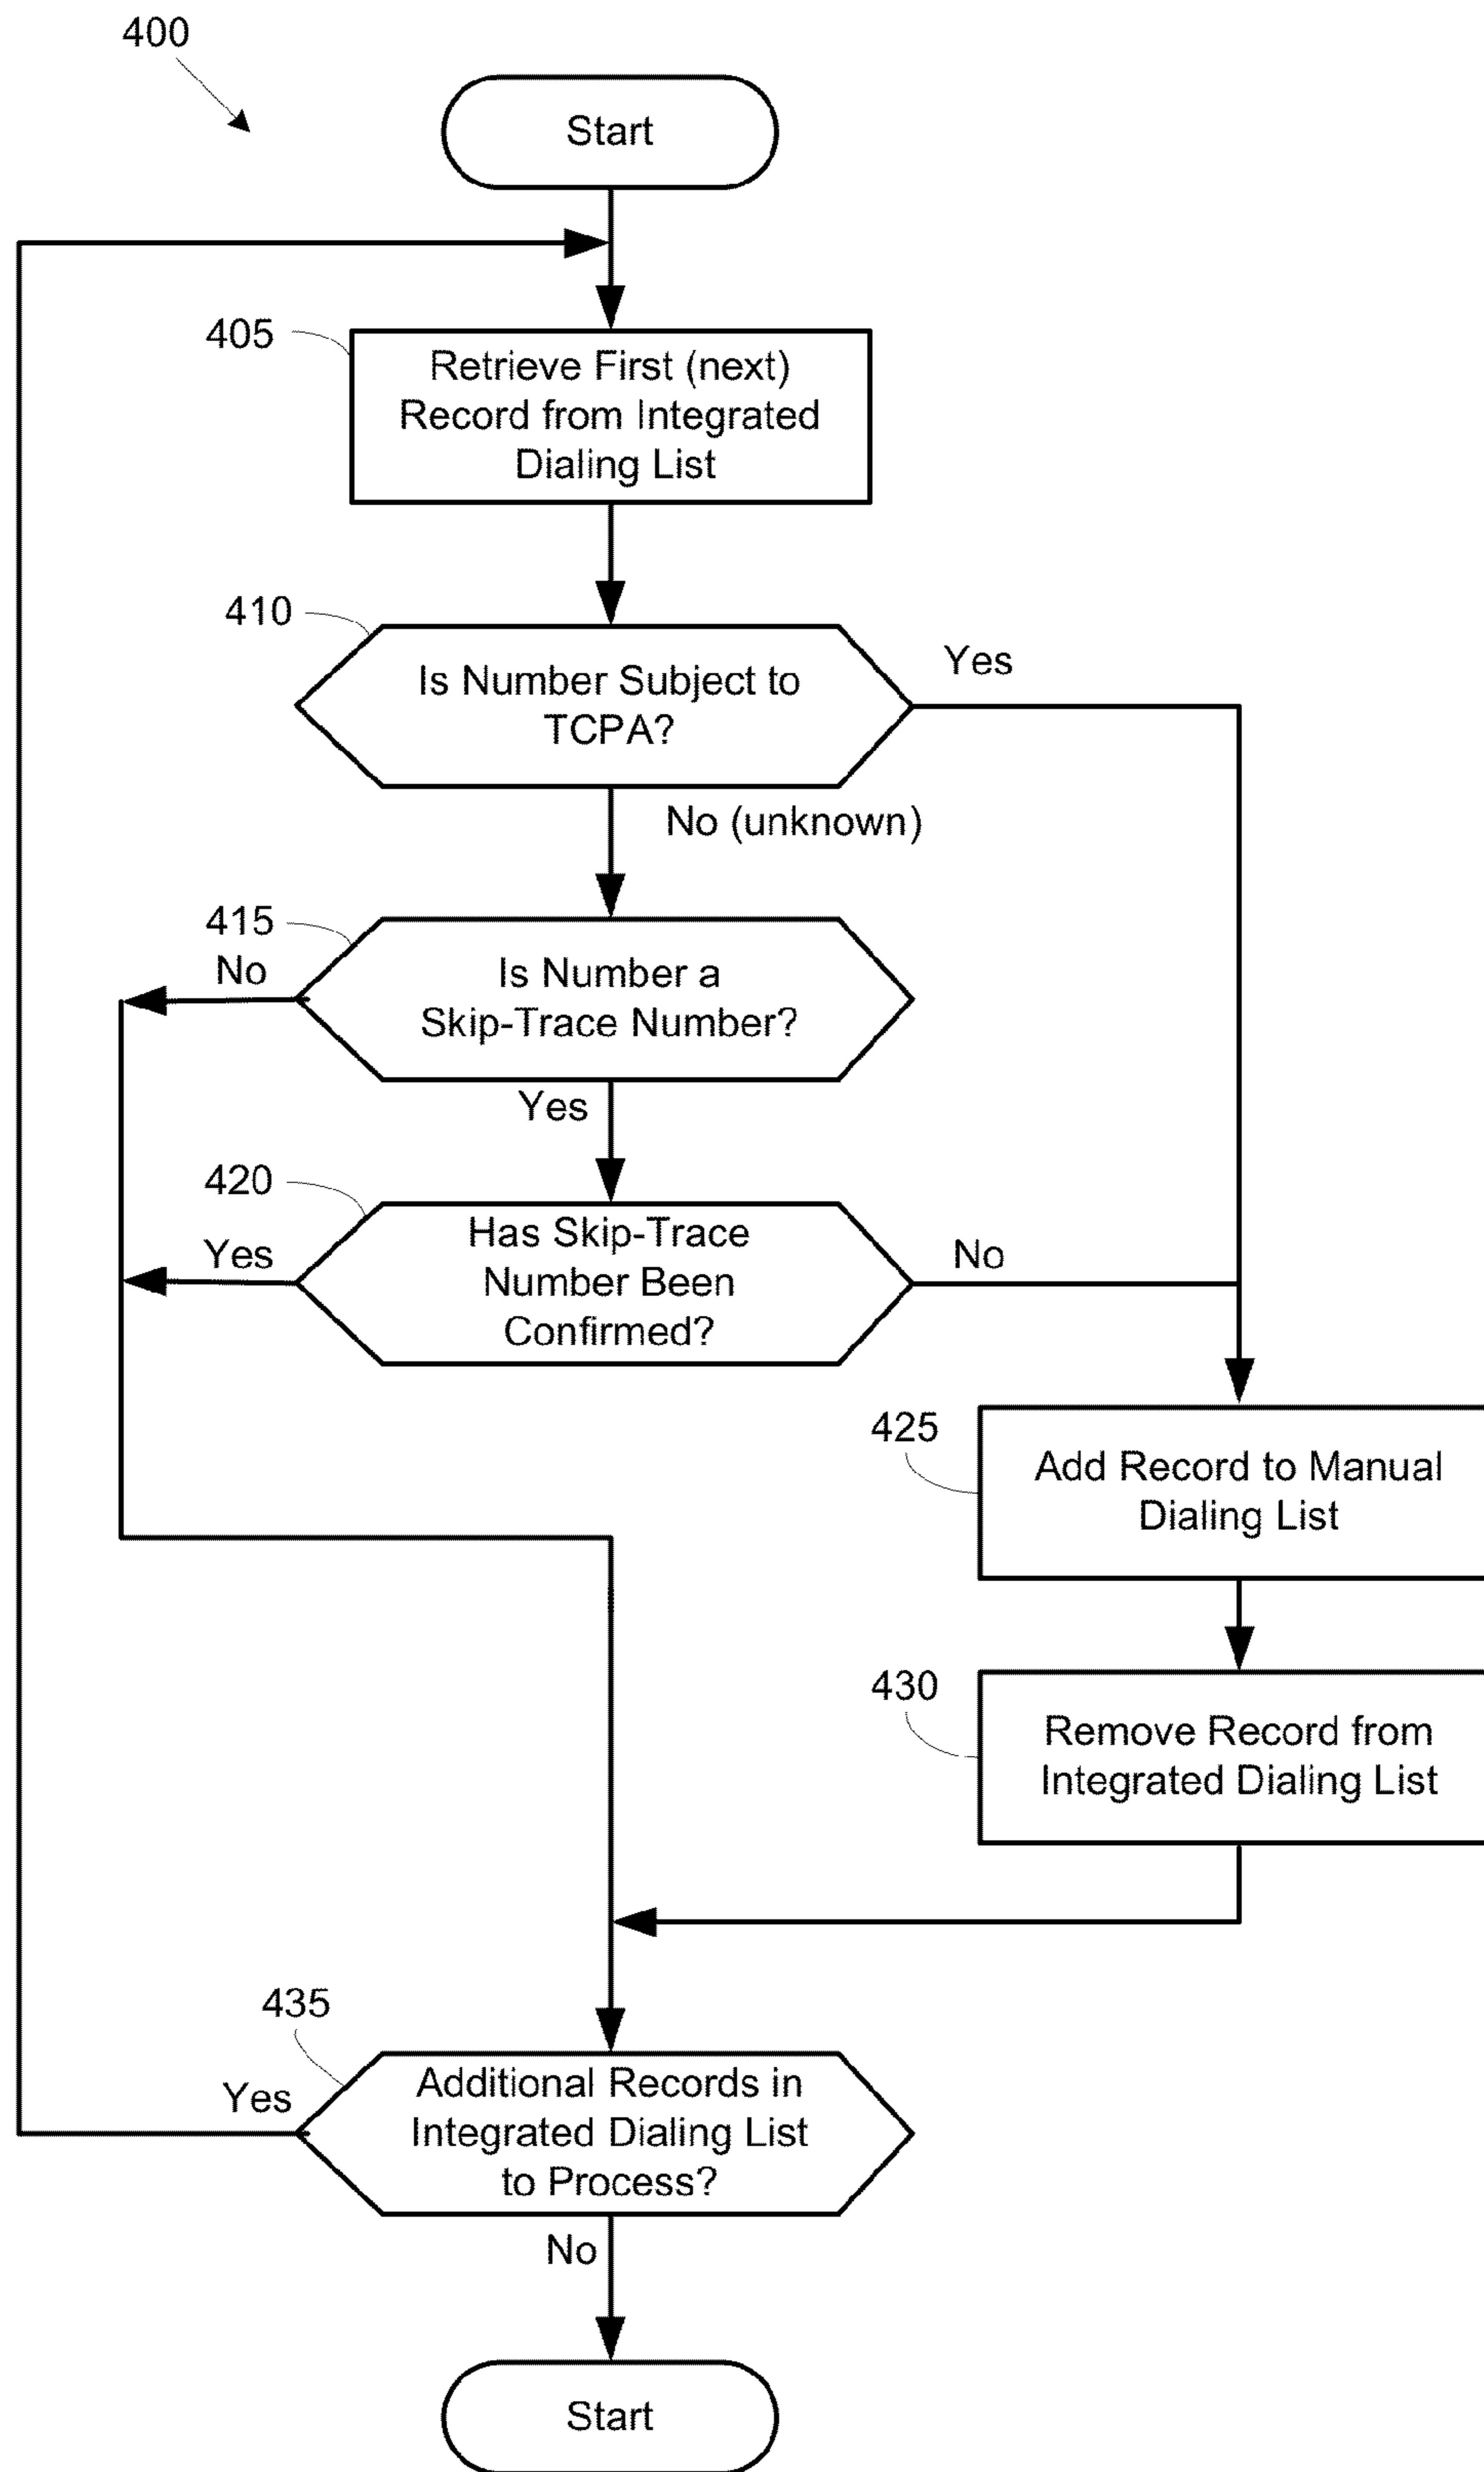 400
Start
405
Retrieve First (next)
Record from Integrated
Dialing List
410
Is Number Subject to
TCPA?
Yes
No (unknown)
415
No
Is Number a
Skip-Trace Number?
Yes
420
Yes
Has Skip-Trace
Number Been
Confirmed?
No
425
Add Record to Manual
Dialing List
430
Remove Record from
Integrated Dialing List
435
Yes
Additional Records in
Integrated Dialing List
to Process?
No
Start